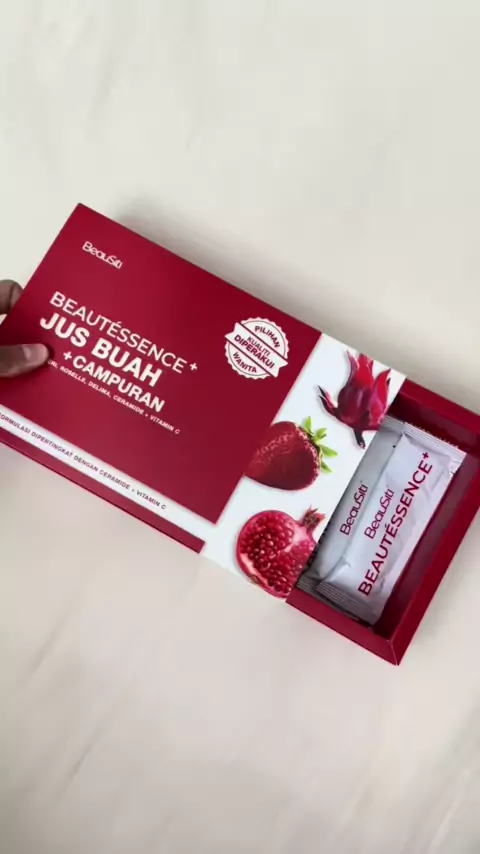 BeauSiti
BEAUTÉSSENCE+
JUS BUAH
+CAMPURAN
ROSELLE, DELIMA, CERAMIDE + VITAMIN C
FORMULASI DIPERTINGKAT DENGAN CERAMIDE + VITAMIN C
PILIHAN
KUALITI
DIPERAKUI
WANITA
BeauSiti
BeauSiti
BEAUTÉSSENCE+